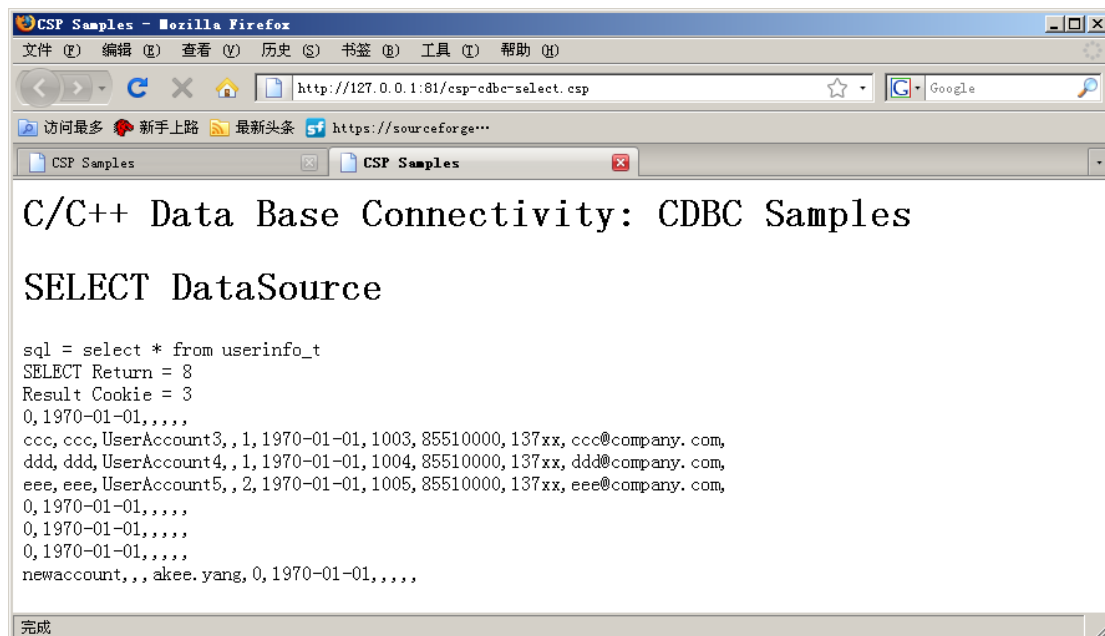 CSP Samples - Mozilla Firefox
文件 (F) 编辑 (E) 查看 (V) 历史 (S) 书签 (B) 工具 (T) 帮助 (H)
http://127.0.0.1:81/csp-cdbc-select.csp
Google
访问最多 新手上路 最新头条 https://sourceforge…
CSP Samples CSP Samples
C/C++ Data Base Connectivity: CDBC Samples
SELECT DataSource
sql = select * from userinfo_t
SELECT Return = 8
Result Cookie = 3
0,1970-01-01,,,,,
ccc,ccc,UserAccount3,,1,1970-01-01,1003,85510000,137xx,ccc@company.com,
ddd,ddd,UserAccount4,,1,1970-01-01,1004,85510000,137xx,ddd@company.com,
eee,eee,UserAccount5,,2,1970-01-01,1005,85510000,137xx,eee@company.com,
0,1970-01-01,,,,,
0,1970-01-01,,,,,
0,1970-01-01,,,,,
newaccount,,,akee.yang,0,1970-01-01,,,,,
完成